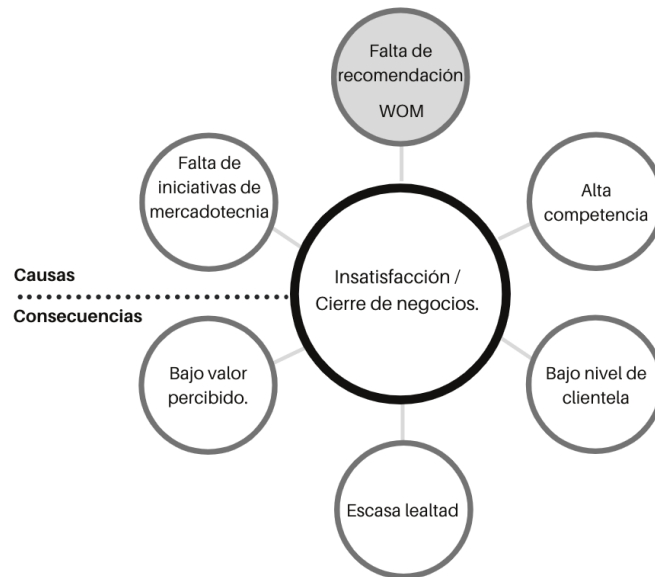 Falta de
recomendación
WOM
Falta de
iniciativas de
mercadotecnia
Alta
competencia
Insatisfacción /
Cierre de negocios.
Causas
Consecuencias
Bajo valor
percibido.
Bajo nivel de
clientela
Escasa lealtad